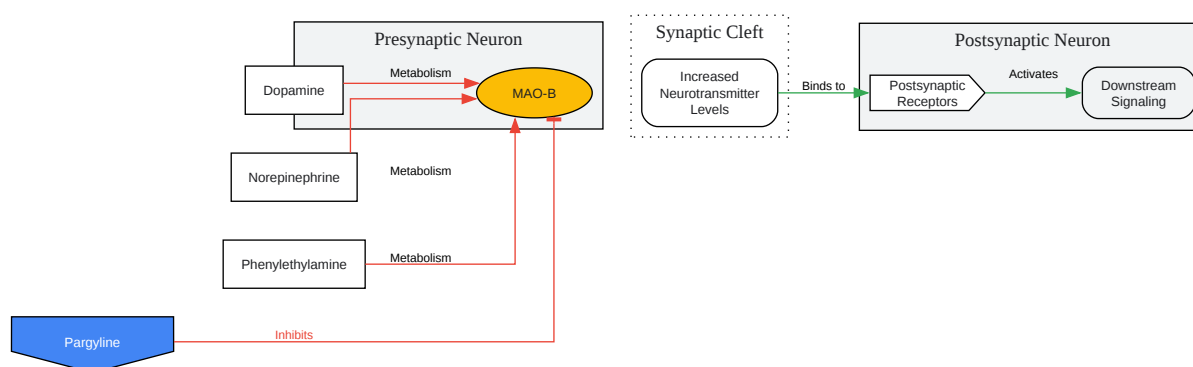 Presynaptic Neuron
Synaptic Cleft
Postsynaptic Neuron
Dopamine
Metabolism
MAO-B
Increased
Neurotransmitter
Levels
Binds to
Postsynaptic
Receptors
Activates
Downstream
Signaling
Norepinephrine
Metabolism
Phenylethylamine
Metabolism
Pargyline
Inhibits